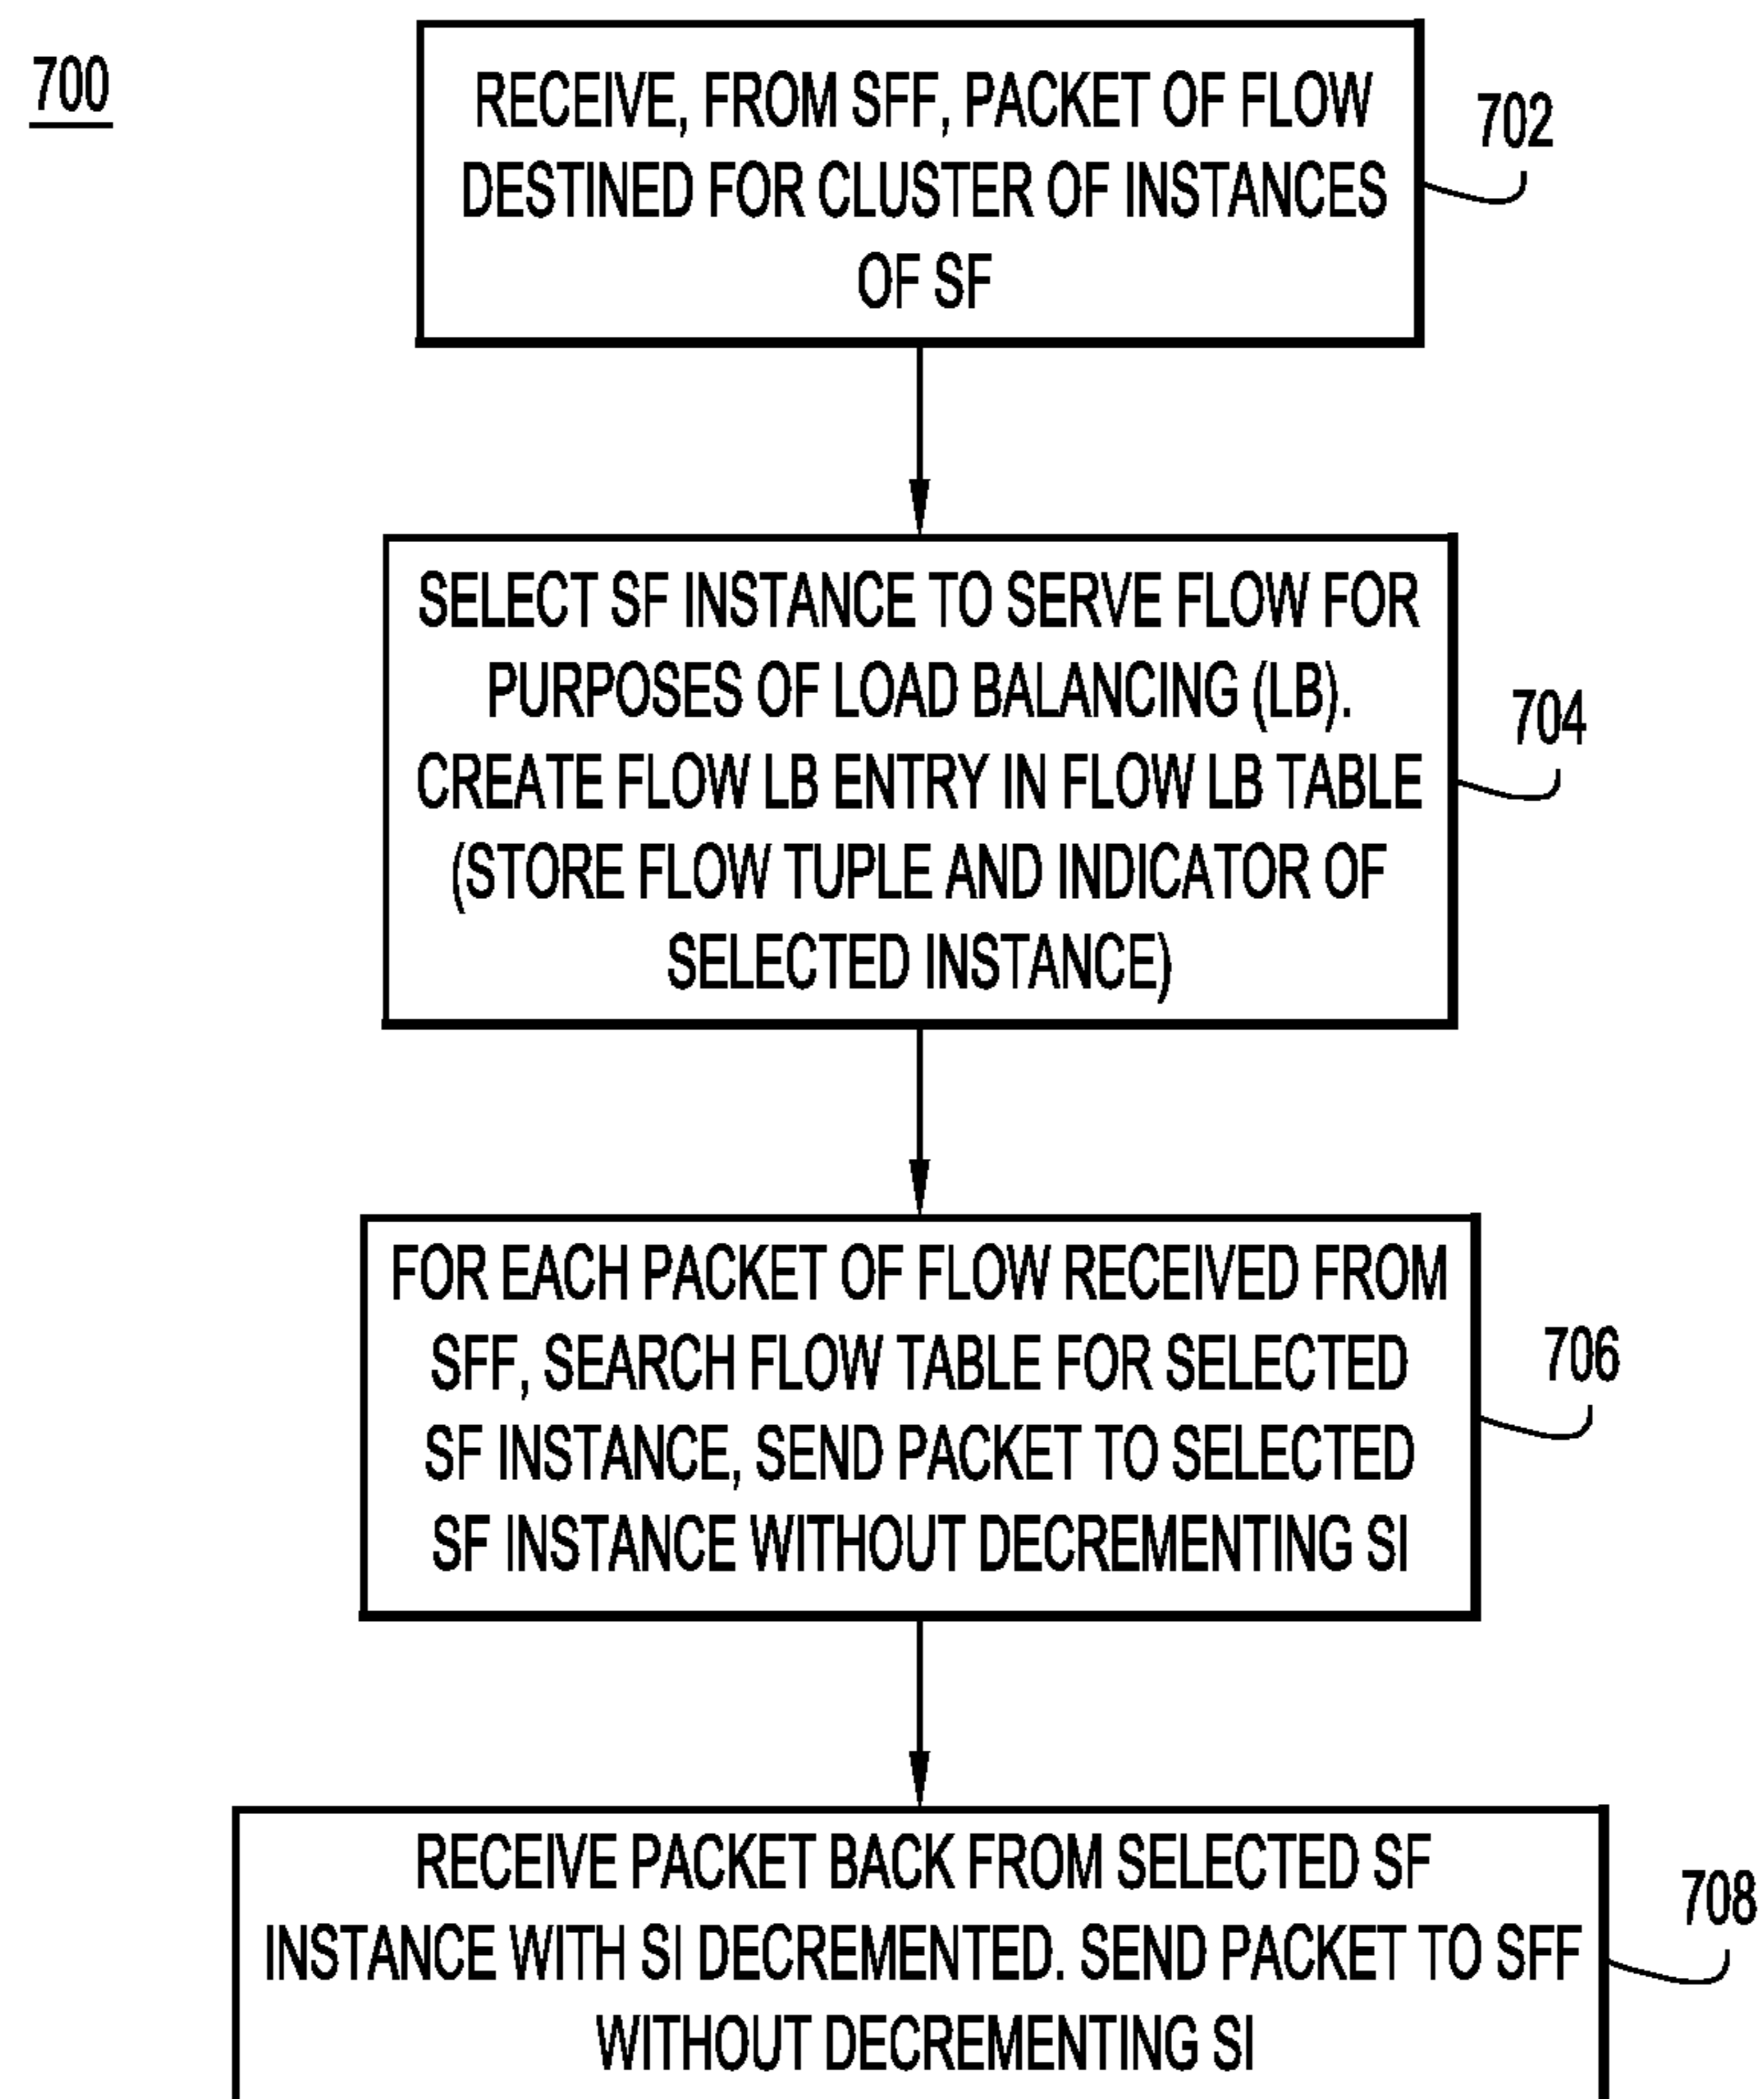 700
RECEIVE, FROM SFF, PACKET OF FLOW
DESTINED FOR CLUSTER OF INSTANCES
OF SF
702
SELECT SF INSTANCE TO SERVE FLOW FOR
PURPOSES OF LOAD BALANCING (LB).
CREATE FLOW LB ENTRY IN FLOW LB TABLE
(STORE FLOW TUPLE AND INDICATOR OF
SELECTED INSTANCE)
704
FOR EACH PACKET OF FLOW RECEIVED FROM
SFF, SEARCH FLOW TABLE FOR SELECTED
SF INSTANCE, SEND PACKET TO SELECTED
SF INSTANCE WITHOUT DECREMENTING SI
706
RECEIVE PACKET BACK FROM SELECTED SF
INSTANCE WITH SI DECREMENTED. SEND PACKET TO SFF
WITHOUT DECREMENTING SI
708